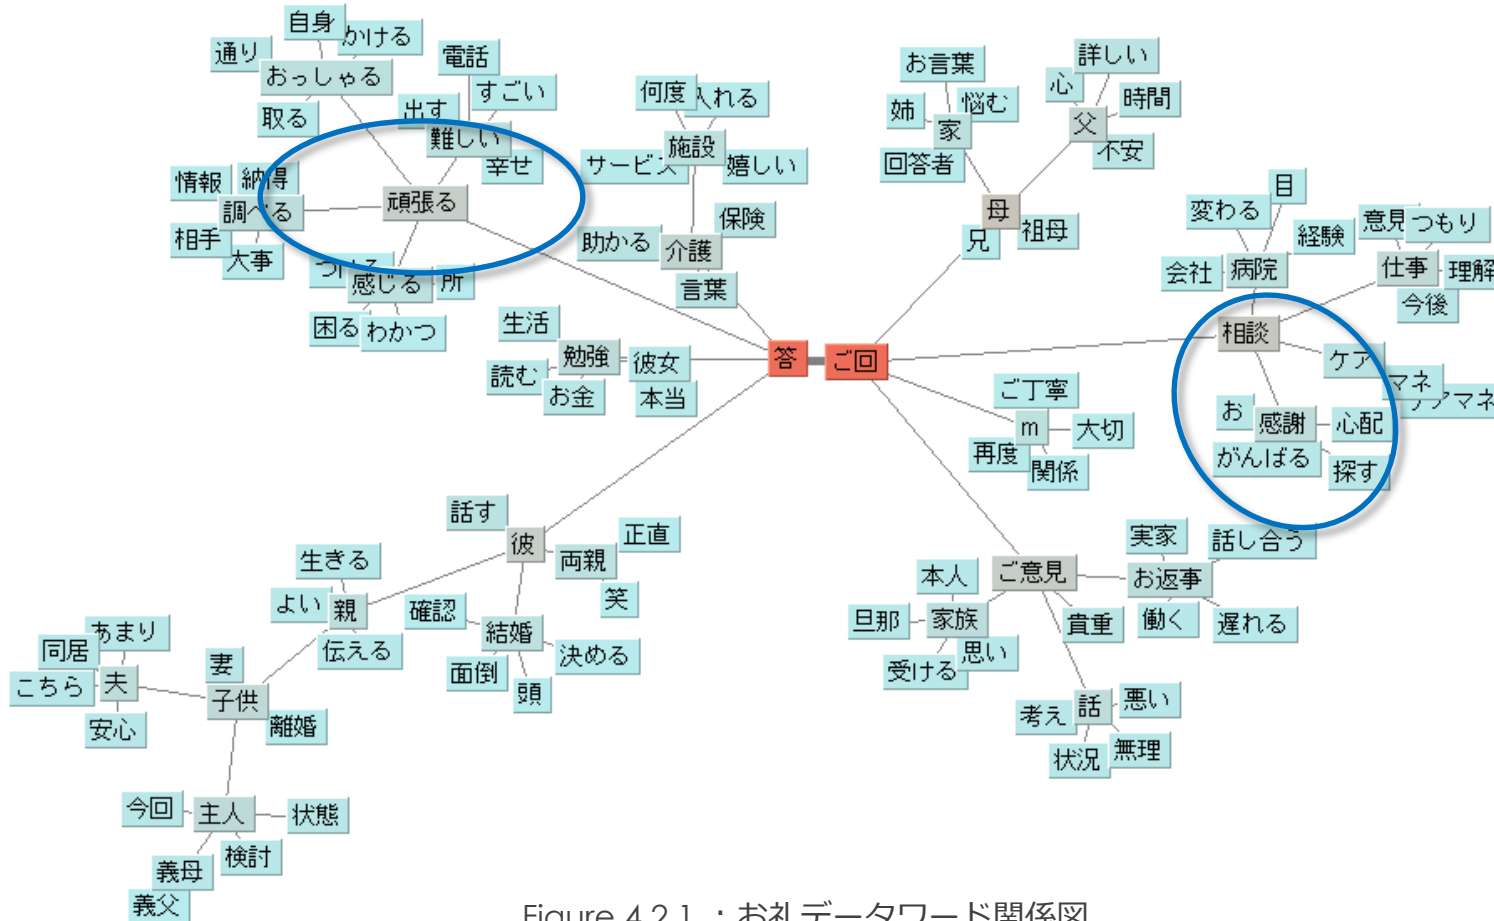 自身
かける
通り
おっしゃる
取る
電話
すごい
出す
難しい
幸せ
情報
納得
調べる
相手
大事
頑張る
つける
感じる
所
困る
わかつ
何度
入れる
施設
サービス
嬉しい
保険
助かる
介護
言葉
生活
勉強
彼女
読む
お金
本当
答
ご回
お言葉
姉
家
悩む
回答者
詳しい
心
時間
父
不安
母
兄
祖母
目
変わる
経験
会社
病院
意見
つもり
仕事
理解
今後
相談
ケア
マネ
ケアマネ
お
感謝
心配
がんばる
探す
ご丁寧
m
大切
再度
関係
話す
彼
正直
両親
笑
生きる
よい
親
伝える
確認
結婚
決める
面倒
頭
あまり
同居
こちら
夫
安心
妻
子供
離婚
今回
主人
状態
検討
義母
義父
ご意見
本人
旦那
家族
思い
受ける
貴重
実家
話し合う
お返事
働く
遅れる
考え
話
悪い
状況
無理
Figure 4.2.1 ：お礼データワード関係図